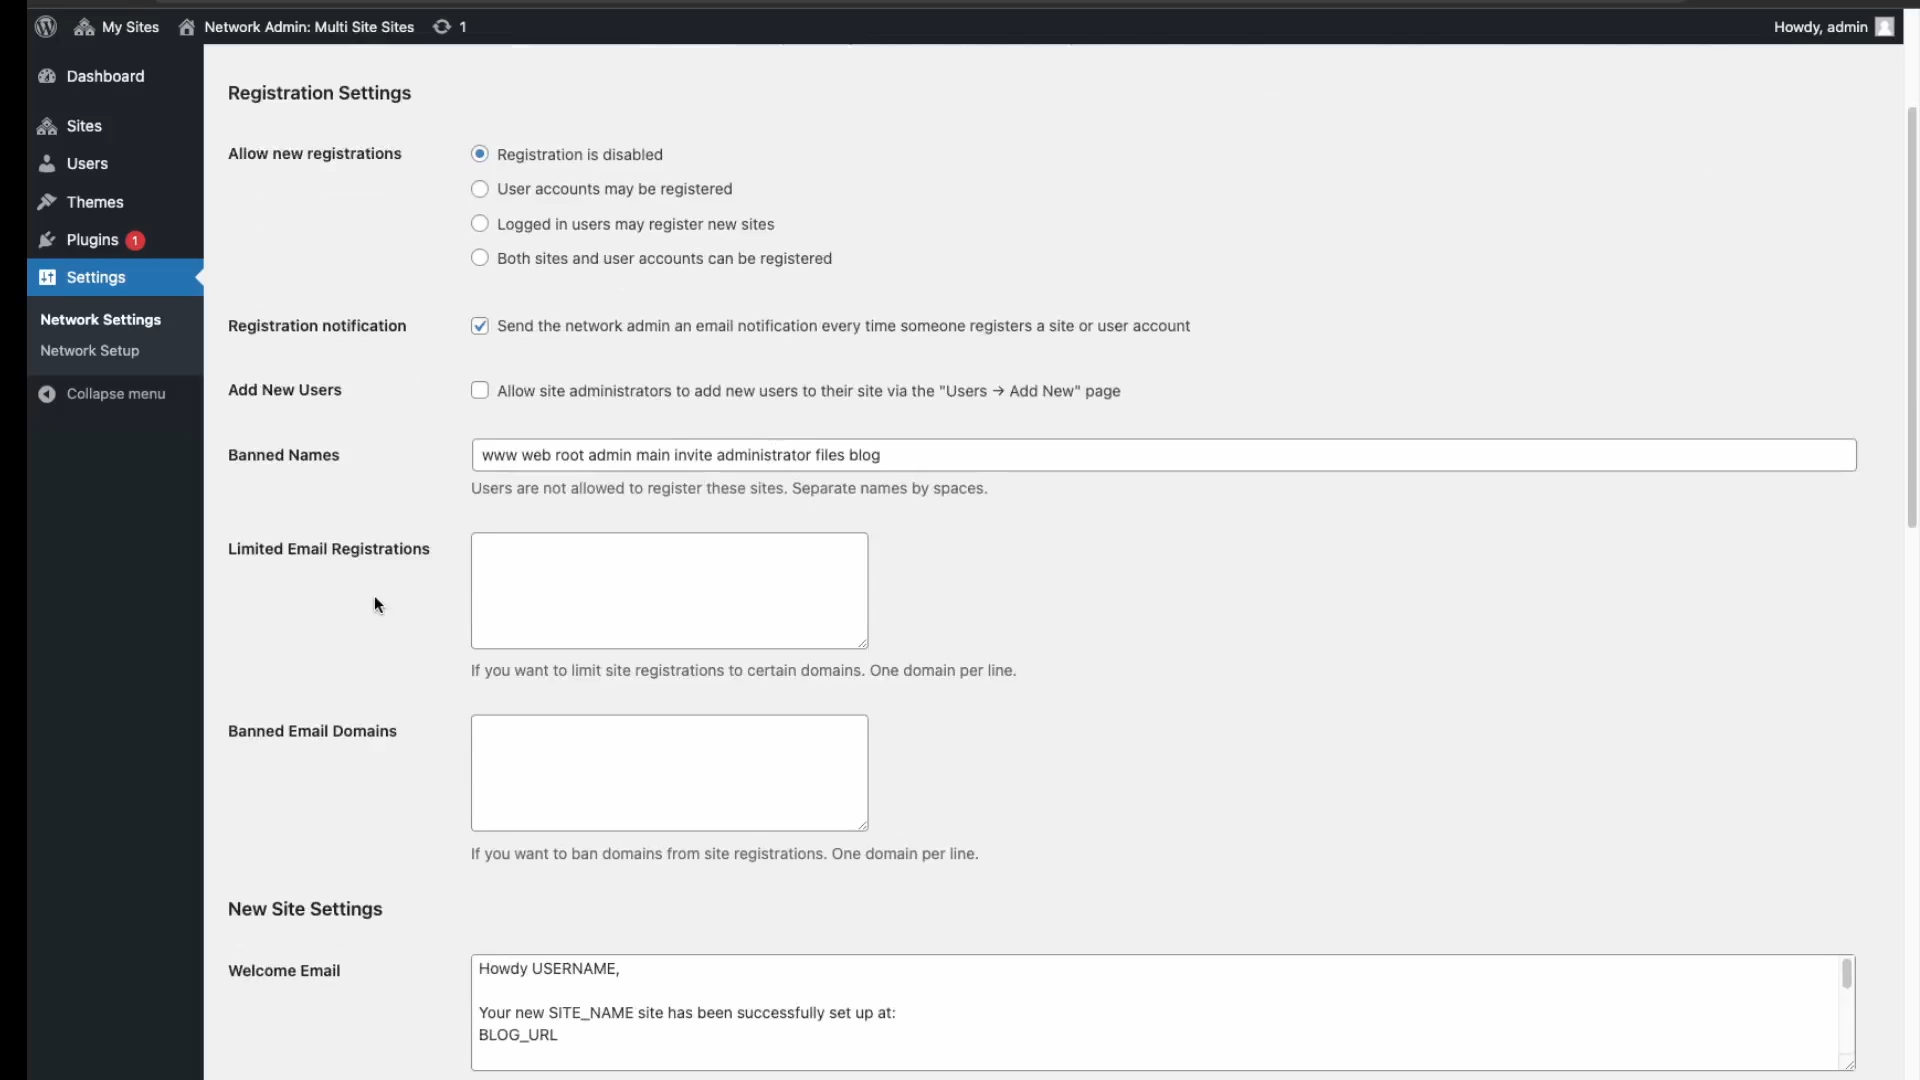 My Sites
Network Admin: Multi Site Sites
1
Howdy, admin
Dashboard
Sites
Users
Themes
Plugins 1
Settings
Network Settings
Network Setup
Collapse menu
Registration Settings
Allow new registrations
Registration is disabled
User accounts may be registered
Logged in users may register new sites
Both sites and user accounts can be registered
Registration notification
Send the network admin an email notification every time someone registers a site or user account
Add New Users
Allow site administrators to add new users to their site via the "Users → Add New" page
Banned Names
www web root admin main invite administrator files blog
Users are not allowed to register these sites. Separate names by spaces.
Limited Email Registrations
If you want to limit site registrations to certain domains. One domain per line.
Banned Email Domains
If you want to ban domains from site registrations. One domain per line.
New Site Settings
Welcome Email
Howdy USERNAME,
Your new SITE_NAME site has been successfully set up at:
BLOG_URL